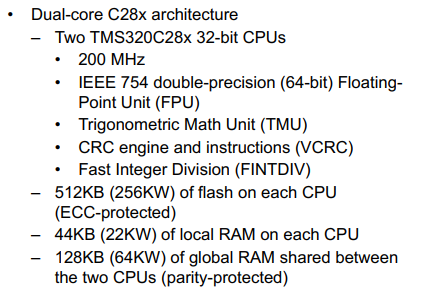 • Dual-core C28x architecture
– Two TMS320C28x 32-bit CPUs
• 200 MHz
• IEEE 754 double-precision (64-bit) Floating-
Point Unit (FPU)
• Trigonometric Math Unit (TMU)
• CRC engine and instructions (VCRC)
• Fast Integer Division (FINTDIV)
– 512KB (256KW) of flash on each CPU
(ECC-protected)
– 44KB (22KW) of local RAM on each CPU
– 128KB (64KW) of global RAM shared between
the two CPUs (parity-protected)